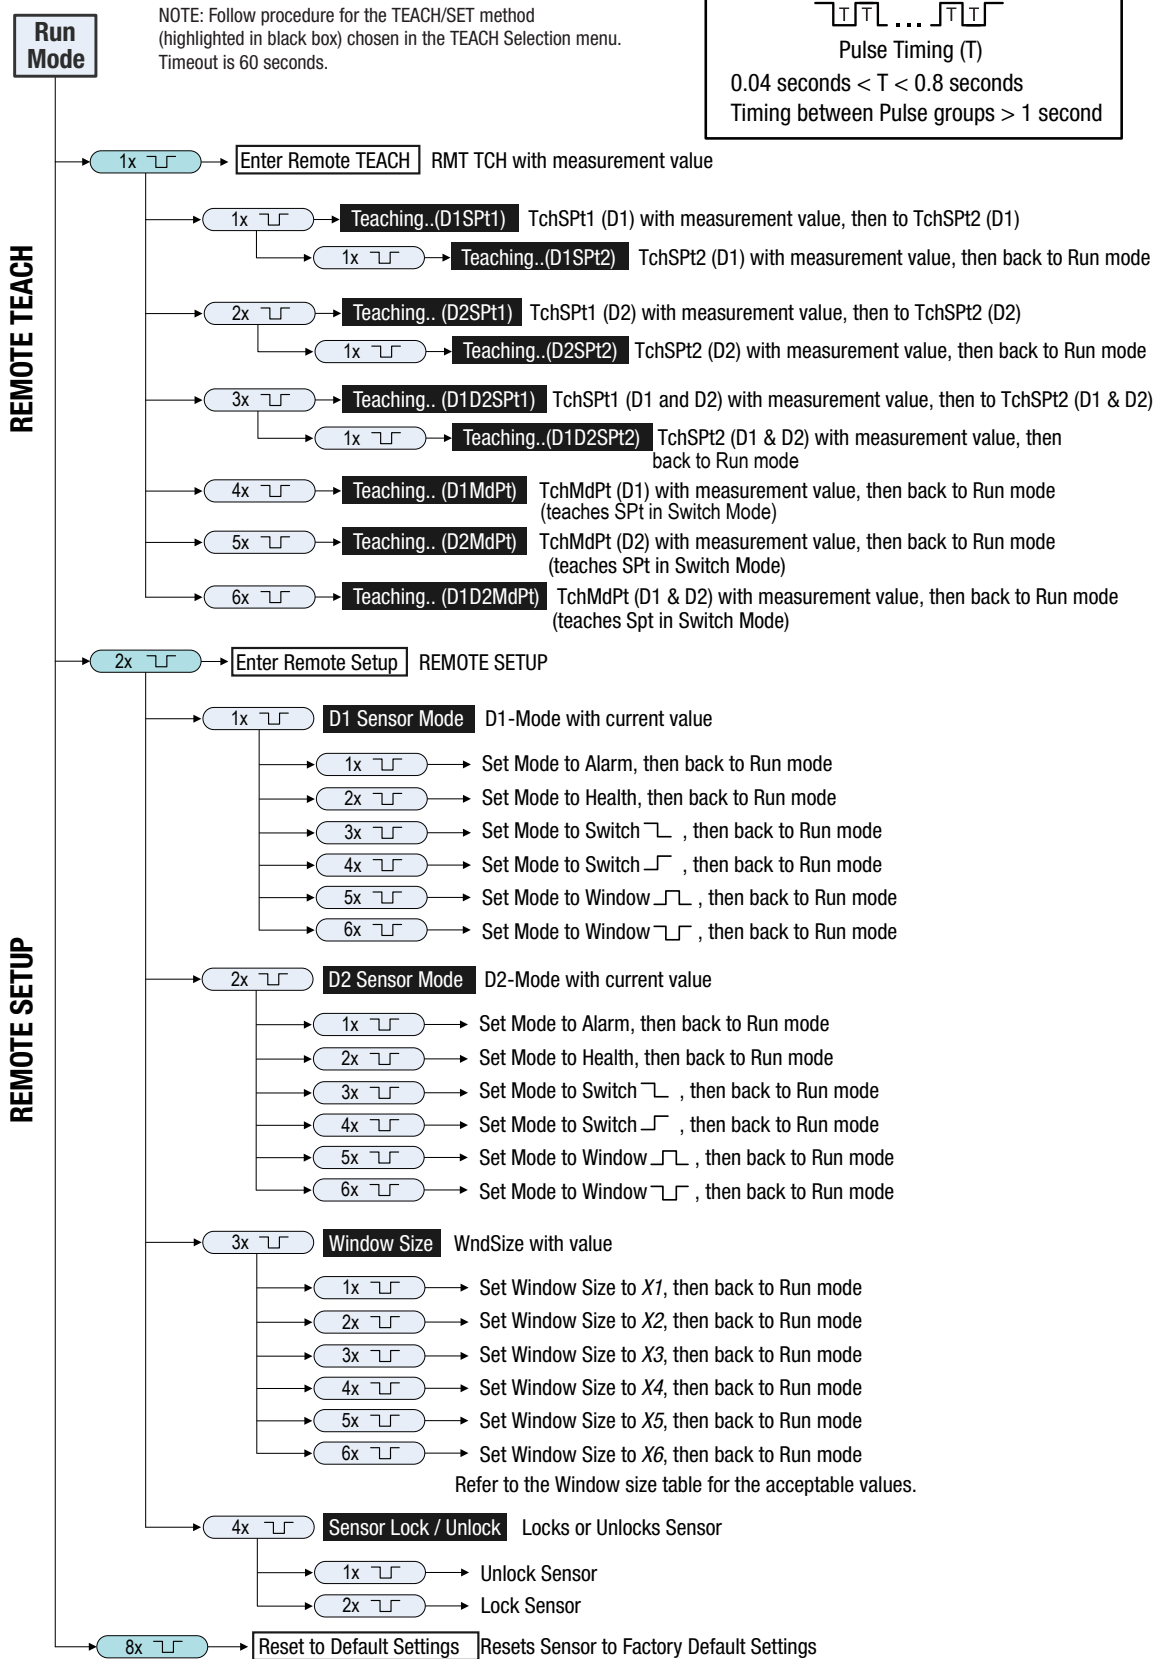 Run
Mode
NOTE: Follow procedure for the TEACH/SET method
(highlighted in black box) chosen in the TEACH Selection menu.
Timeout is 60 seconds.
T T ... T T
Pulse Timing (T)
0.04 seconds < T < 0.8 seconds
Timing between Pulse groups > 1 second
REMOTE TEACH
1x Enter Remote TEACH RMT TCH with measurement value
1x Teaching..(D1SPt1) TchSPt1 (D1) with measurement value, then to TchSPt2 (D1)
1x Teaching..(D1SPt2) TchSPt2 (D1) with measurement value, then back to Run mode
2x Teaching.. (D2SPt1) TchSPt1 (D2) with measurement value, then to TchSPt2 (D2)
1x Teaching..(D2SPt2) TchSPt2 (D2) with measurement value, then back to Run mode
3x Teaching.. (D1D2SPt1) TchSPt1 (D1 and D2) with measurement value, then to TchSPt2 (D1 & D2)
1x Teaching..(D1D2SPt2) TchSPt2 (D1 & D2) with measurement value, then
back to Run mode
4x Teaching.. (D1MdPt) TchMdPt (D1) with measurement value, then back to Run mode
(teaches SPt in Switch Mode)
5x Teaching.. (D2MdPt) TchMdPt (D2) with measurement value, then back to Run mode
(teaches SPt in Switch Mode)
6x Teaching.. (D1D2MdPt) TchMdPt (D1 & D2) with measurement value, then back to Run mode
(teaches Spt in Switch Mode)
REMOTE SETUP
2x Enter Remote Setup REMOTE SETUP
1x D1 Sensor Mode D1-Mode with current value
1x Set Mode to Alarm, then back to Run mode
2x Set Mode to Health, then back to Run mode
3x Set Mode to Switch , then back to Run mode
4x Set Mode to Switch , then back to Run mode
5x Set Mode to Window , then back to Run mode
6x Set Mode to Window , then back to Run mode
2x D2 Sensor Mode D2-Mode with current value
1x Set Mode to Alarm, then back to Run mode
2x Set Mode to Health, then back to Run mode
3x Set Mode to Switch , then back to Run mode
4x Set Mode to Switch , then back to Run mode
5x Set Mode to Window , then back to Run mode
6x Set Mode to Window , then back to Run mode
3x Window Size WndSize with value
1x Set Window Size to X1, then back to Run mode
2x Set Window Size to X2, then back to Run mode
3x Set Window Size to X3, then back to Run mode
4x Set Window Size to X4, then back to Run mode
5x Set Window Size to X5, then back to Run mode
6x Set Window Size to X6, then back to Run mode
Refer to the Window size table for the acceptable values.
4x Sensor Lock / Unlock Locks or Unlocks Sensor
1x Unlock Sensor
2x Lock Sensor
8x Reset to Default Settings Resets Sensor to Factory Default Settings